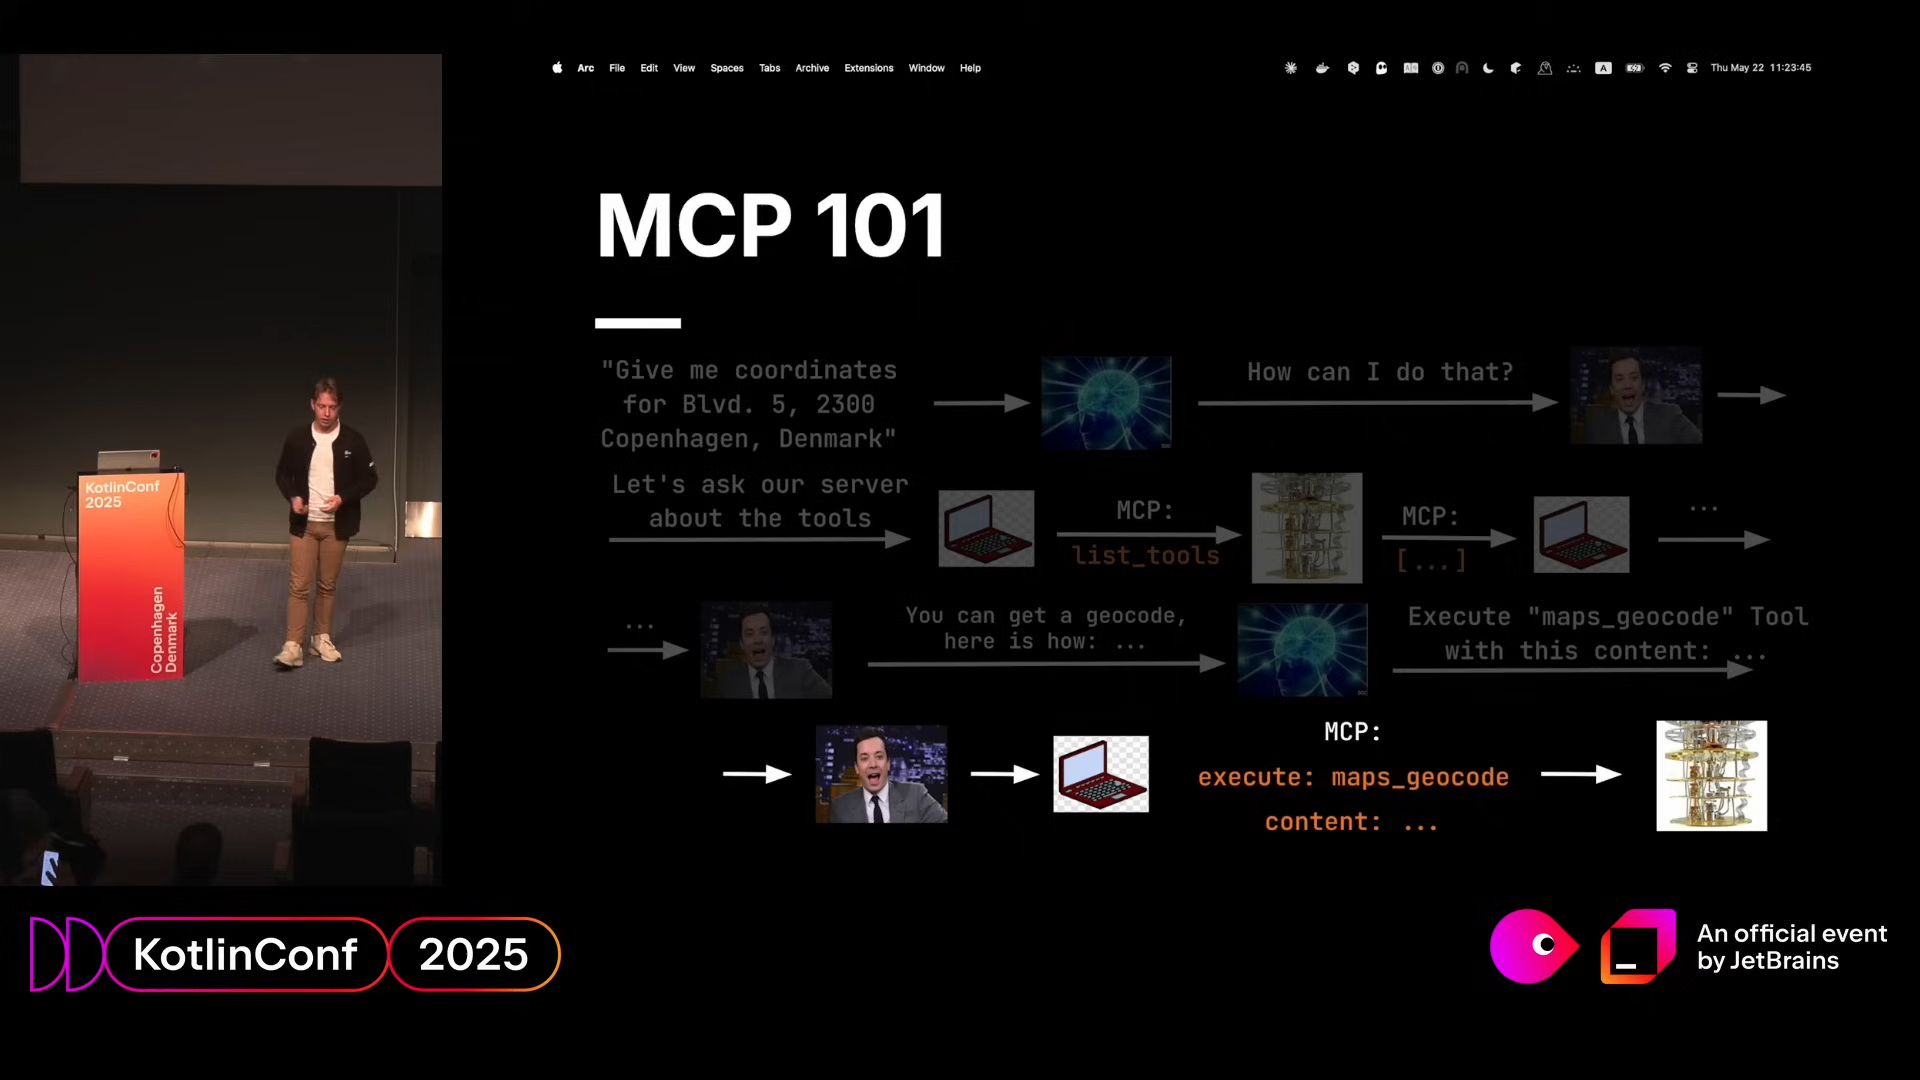 Arc File Edit View Spaces Tabs Archive Extensions Window Help
A
Thu May 22 11:23:45
MCP 101
"Give me coordinates
for Blvd. 5, 2300
Copenhagen, Denmark"
How can I do that?
Let's ask our server
about the tools
MCP:
list_tools
MCP:
[...]
...
...
You can get a geocode,
here is how: ...
Execute "maps_geocode" Tool
with this content: ...
MCP:
execute: maps_geocode
content: ...
KotlinConf
2025
Copenhagen
Denmark
KotlinConf 2025
An official event
by JetBrains